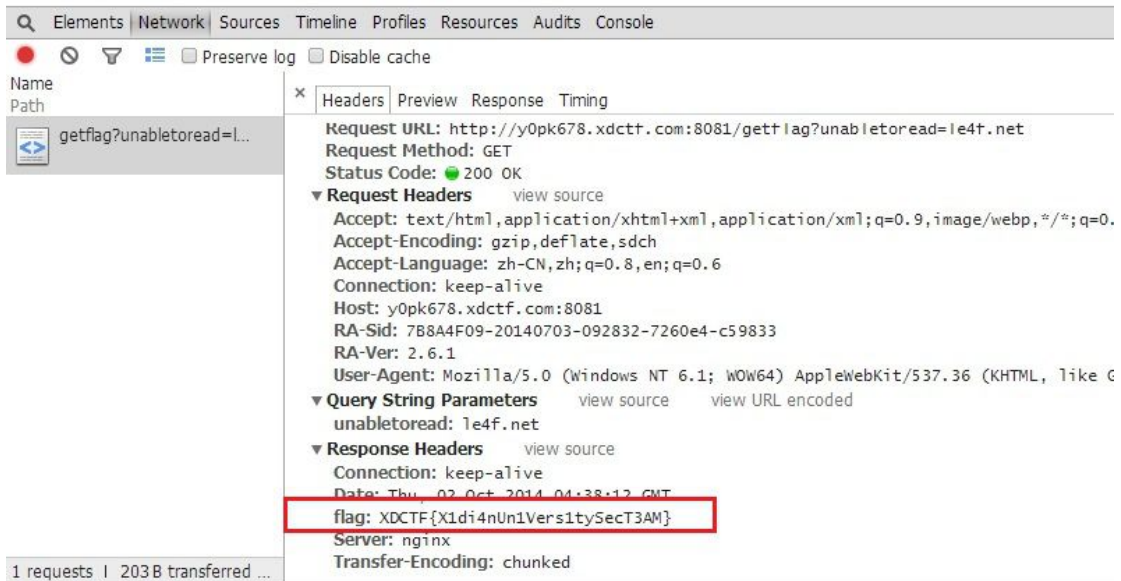 Elements Network Sources Timeline Profiles Resources Audits Console
Preserve log Disable cache
Name
Path
getflag?unabletoread=l...
× Headers Preview Response Timing
Request URL: http://y0pk678.xdctf.com:8081/getflag?unabletoread=le4f.net
Request Method: GET
Status Code: 200 OK
▼Request Headers view source
Accept: text/html,application/xhtml+xml,application/xml;q=0.9,image/webp,*/*;q=0.
Accept-Encoding: gzip,deflate,sdch
Accept-Language: zh-CN,zh;q=0.8,en;q=0.6
Connection: keep-alive
Host: y0pk678.xdctf.com:8081
RA-Sid: 7B8A4F09-20140703-092832-7260e4-c59833
RA-Ver: 2.6.1
User-Agent: Mozilla/5.0 (Windows NT 6.1; WOW64) AppleWebKit/537.36 (KHTML, like G
▼Query String Parameters view source view URL encoded
unabletoread: le4f.net
▼Response Headers view source
Connection: keep-alive
Date: Thu, 02 Oct 2014 04:38:12 GMT
flag: XDCTF{X1di4nUn1Vers1tySecT3AM}
Server: nginx
Transfer-Encoding: chunked
1 requests | 203 B transferred ...